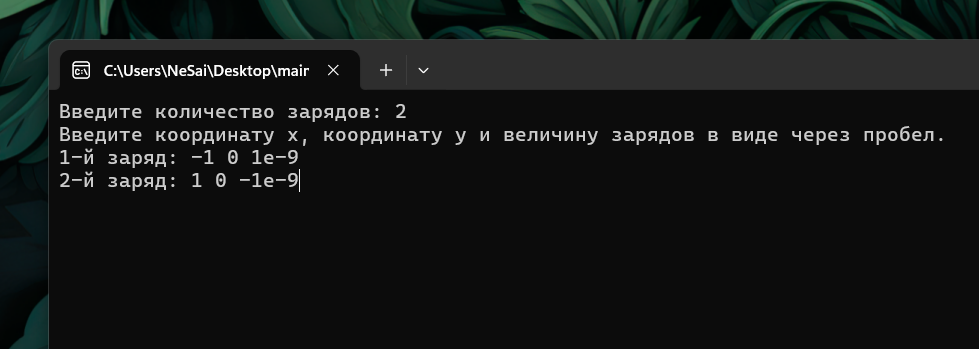 C:\Users\NeSai\Desktop\mair
Введите количество зарядов: 2
Введите координату x, координату y и величину зарядов в виде через пробел.
1-й заряд: -1 0 1e-9
2-й заряд: 1 0 -1e-9